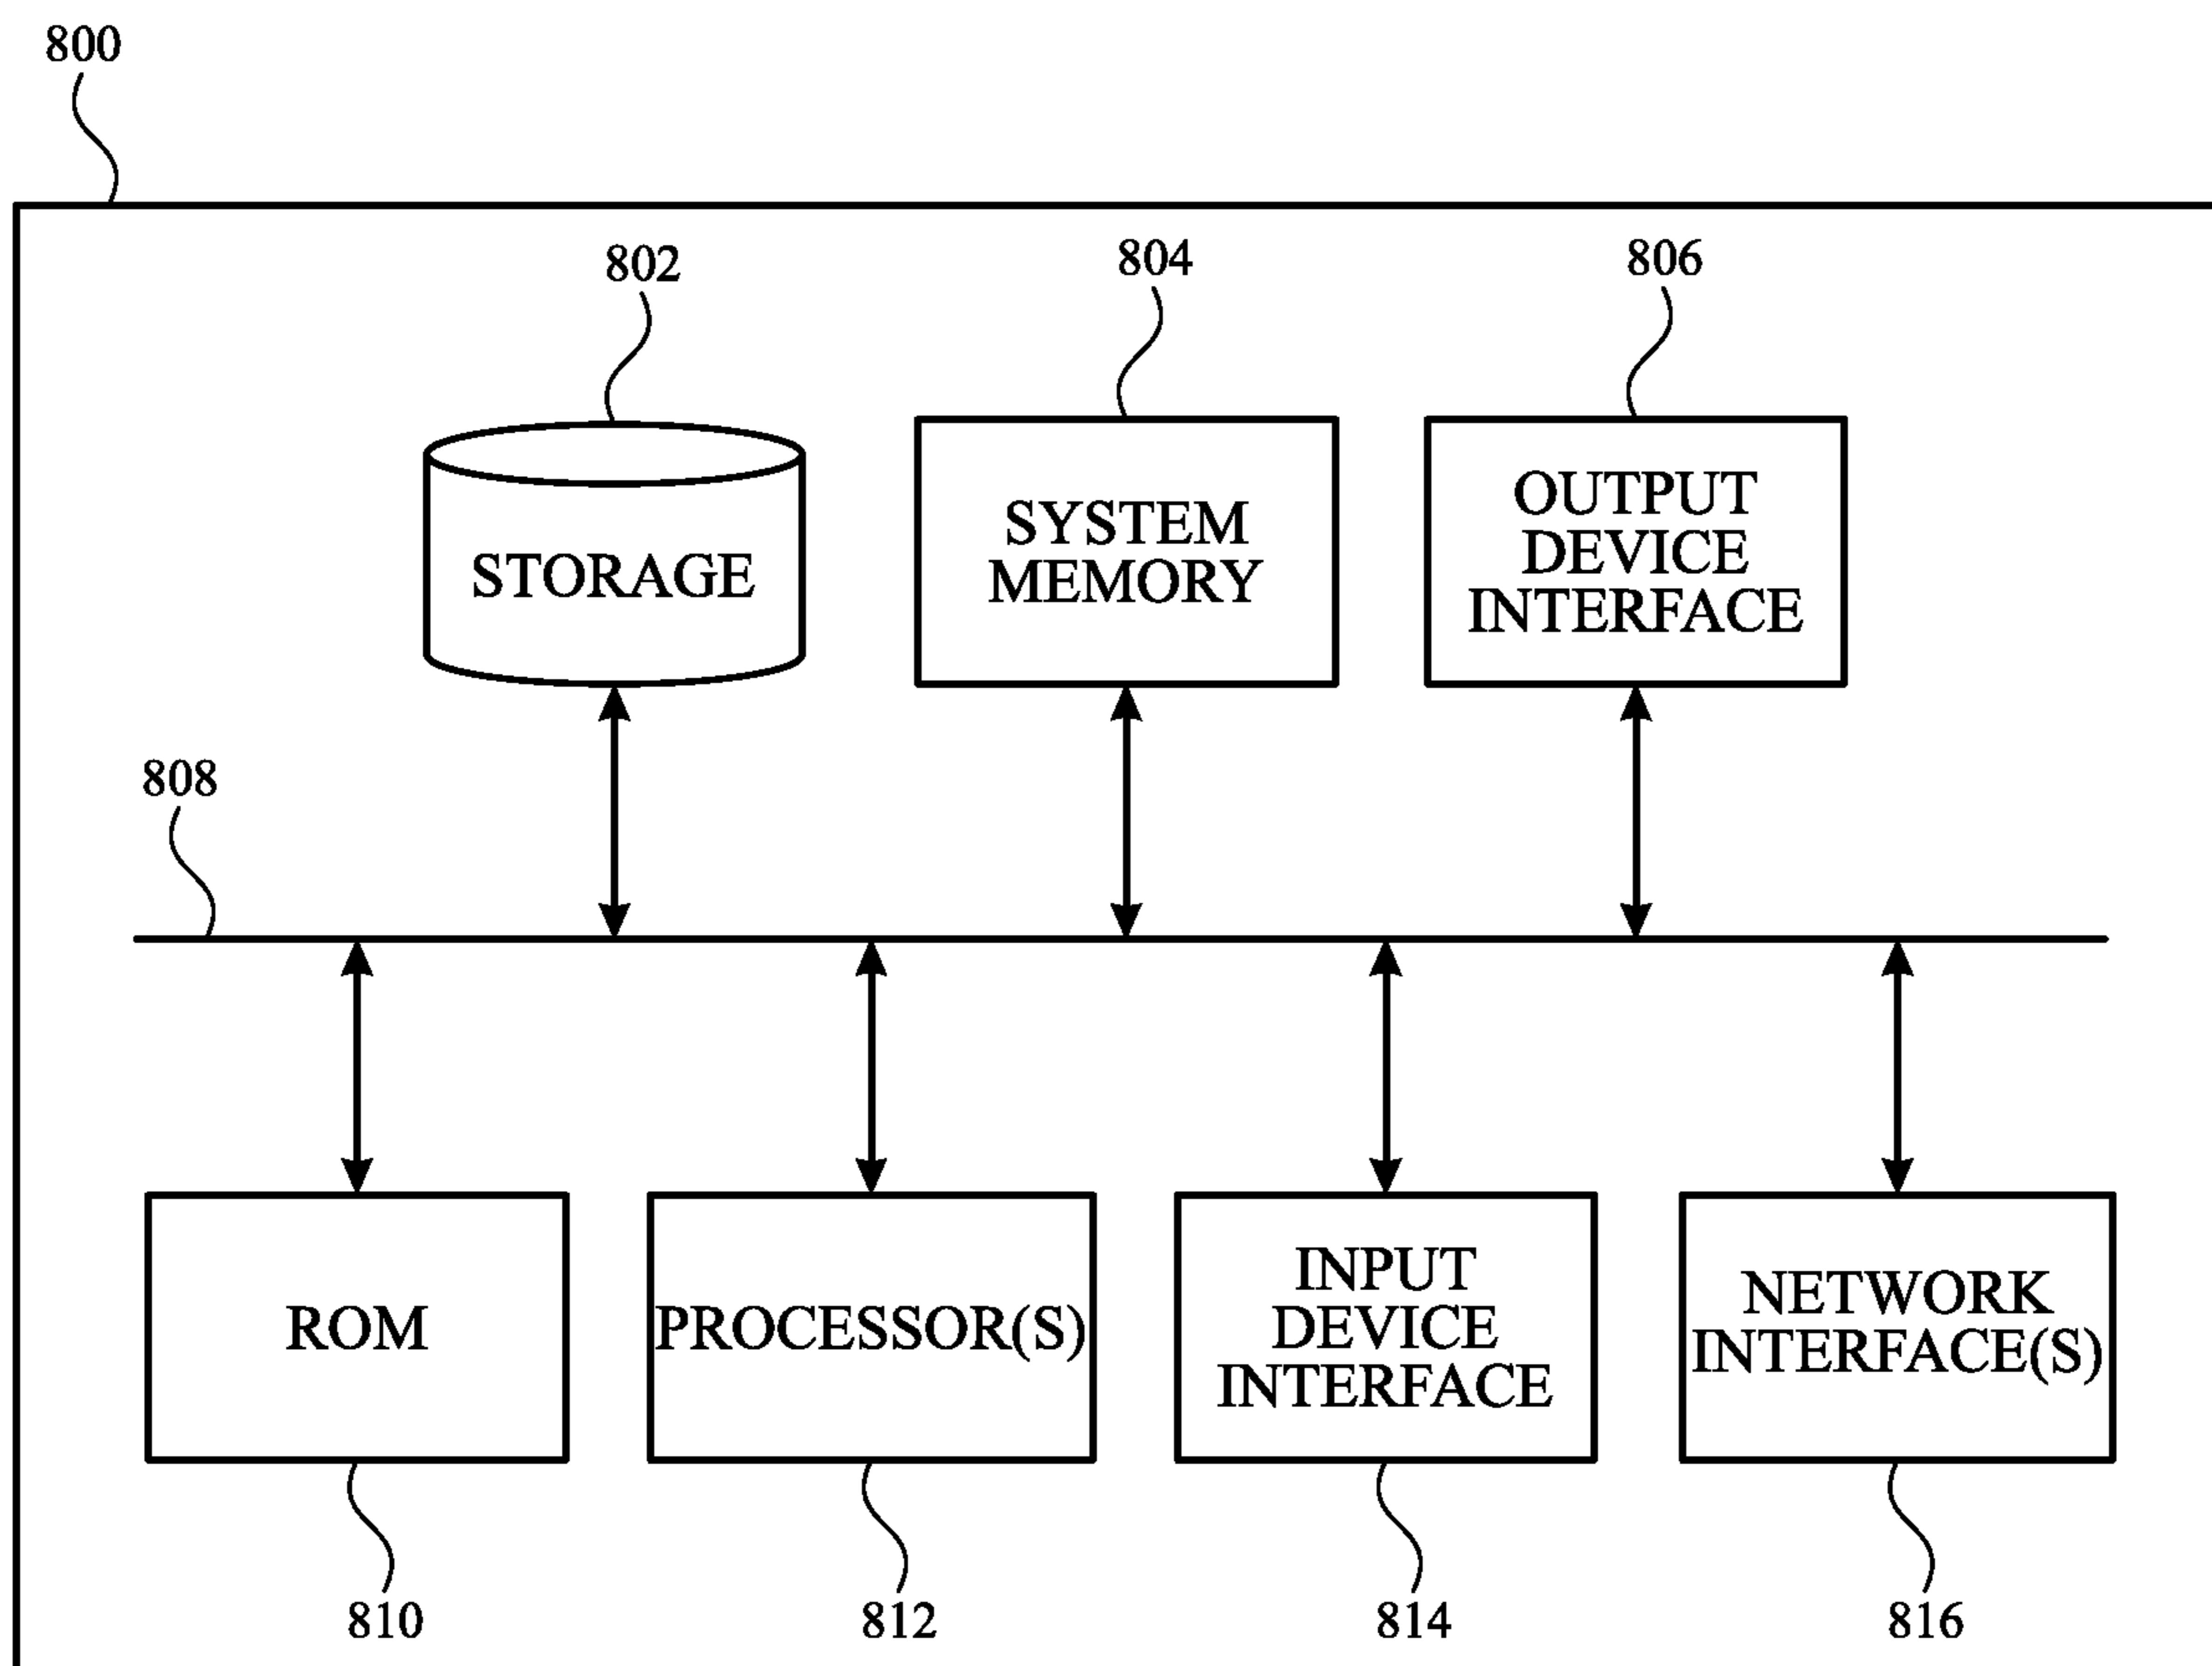 800
802
804
806
STORAGE
SYSTEM
MEMORY
OUTPUT
DEVICE
INTERFACE
808
ROM
PROCESSOR(S)
INPUT
DEVICE
INTERFACE
NETWORK
INTERFACE(S)
810
812
814
816